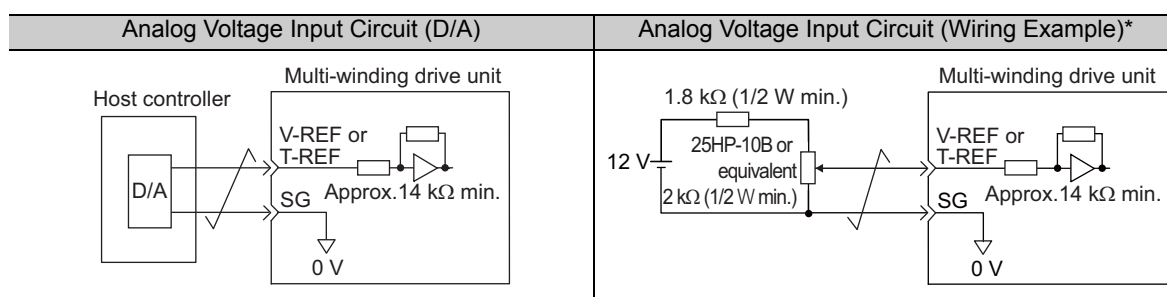 Analog Voltage Input Circuit (D/A)
Multi-winding drive unit
Host controller
V-REF or
T-REF
D/A
Approx.14 kΩ min.
SG
0 V
Analog Voltage Input Circuit (Wiring Example)*
Multi-winding drive unit
1.8 kΩ (1/2 W min.)
25HP-10B or
equivalent
12 V
2 kΩ (1/2 W min.)
V-REF or
T-REF
Approx.14 kΩ min.
SG
0 V